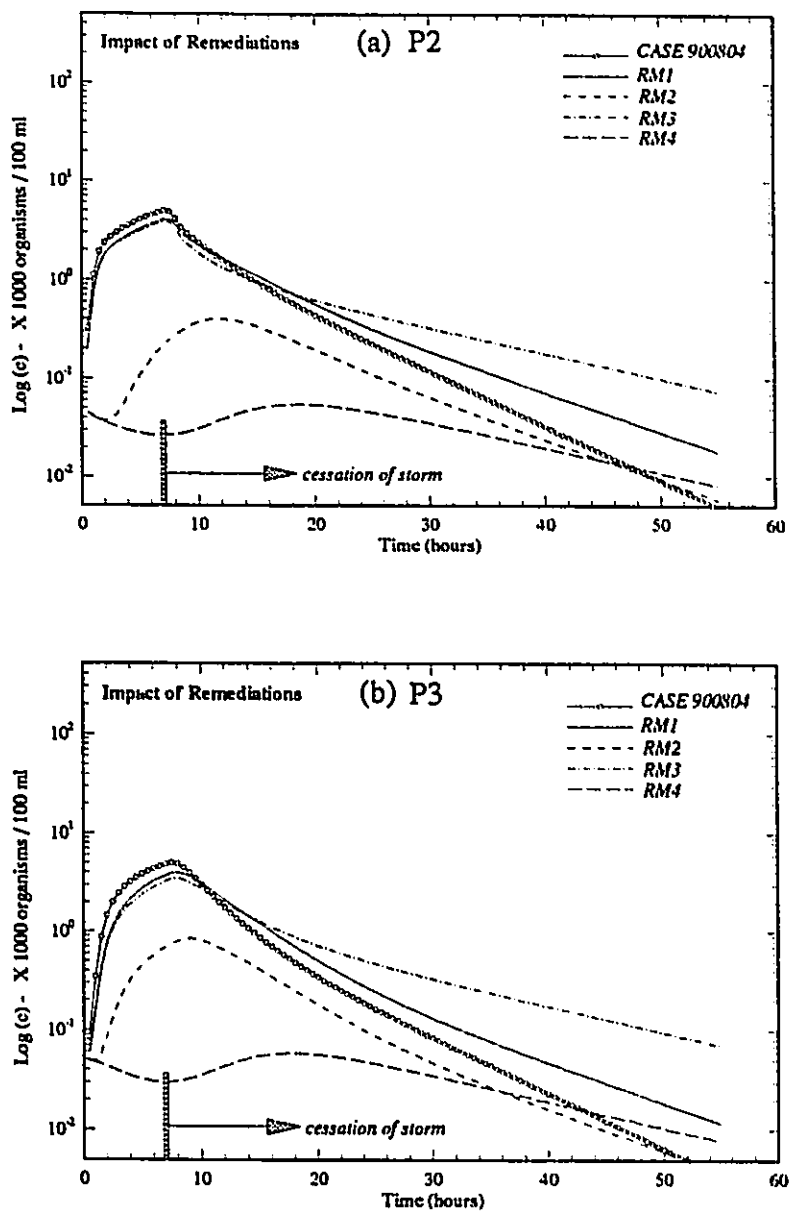 Impact of Remediations
(a) P2
CASE 900804
RM1
RM2
RM3
RM4
Log (c) - X 1000 organisms / 100 ml
10²
10¹
10⁰
10⁻¹
10⁻²
cessation of storm
0 10 20 30 40 50 60
Time (hours)
Impact of Remediations
(b) P3
CASE 900804
RM1
RM2
RM3
RM4
Log (c) - X 1000 organisms / 100 ml
10²
10¹
10⁰
10⁻¹
10⁻²
cessation of storm
0 10 20 30 40 50 60
Time (hours)